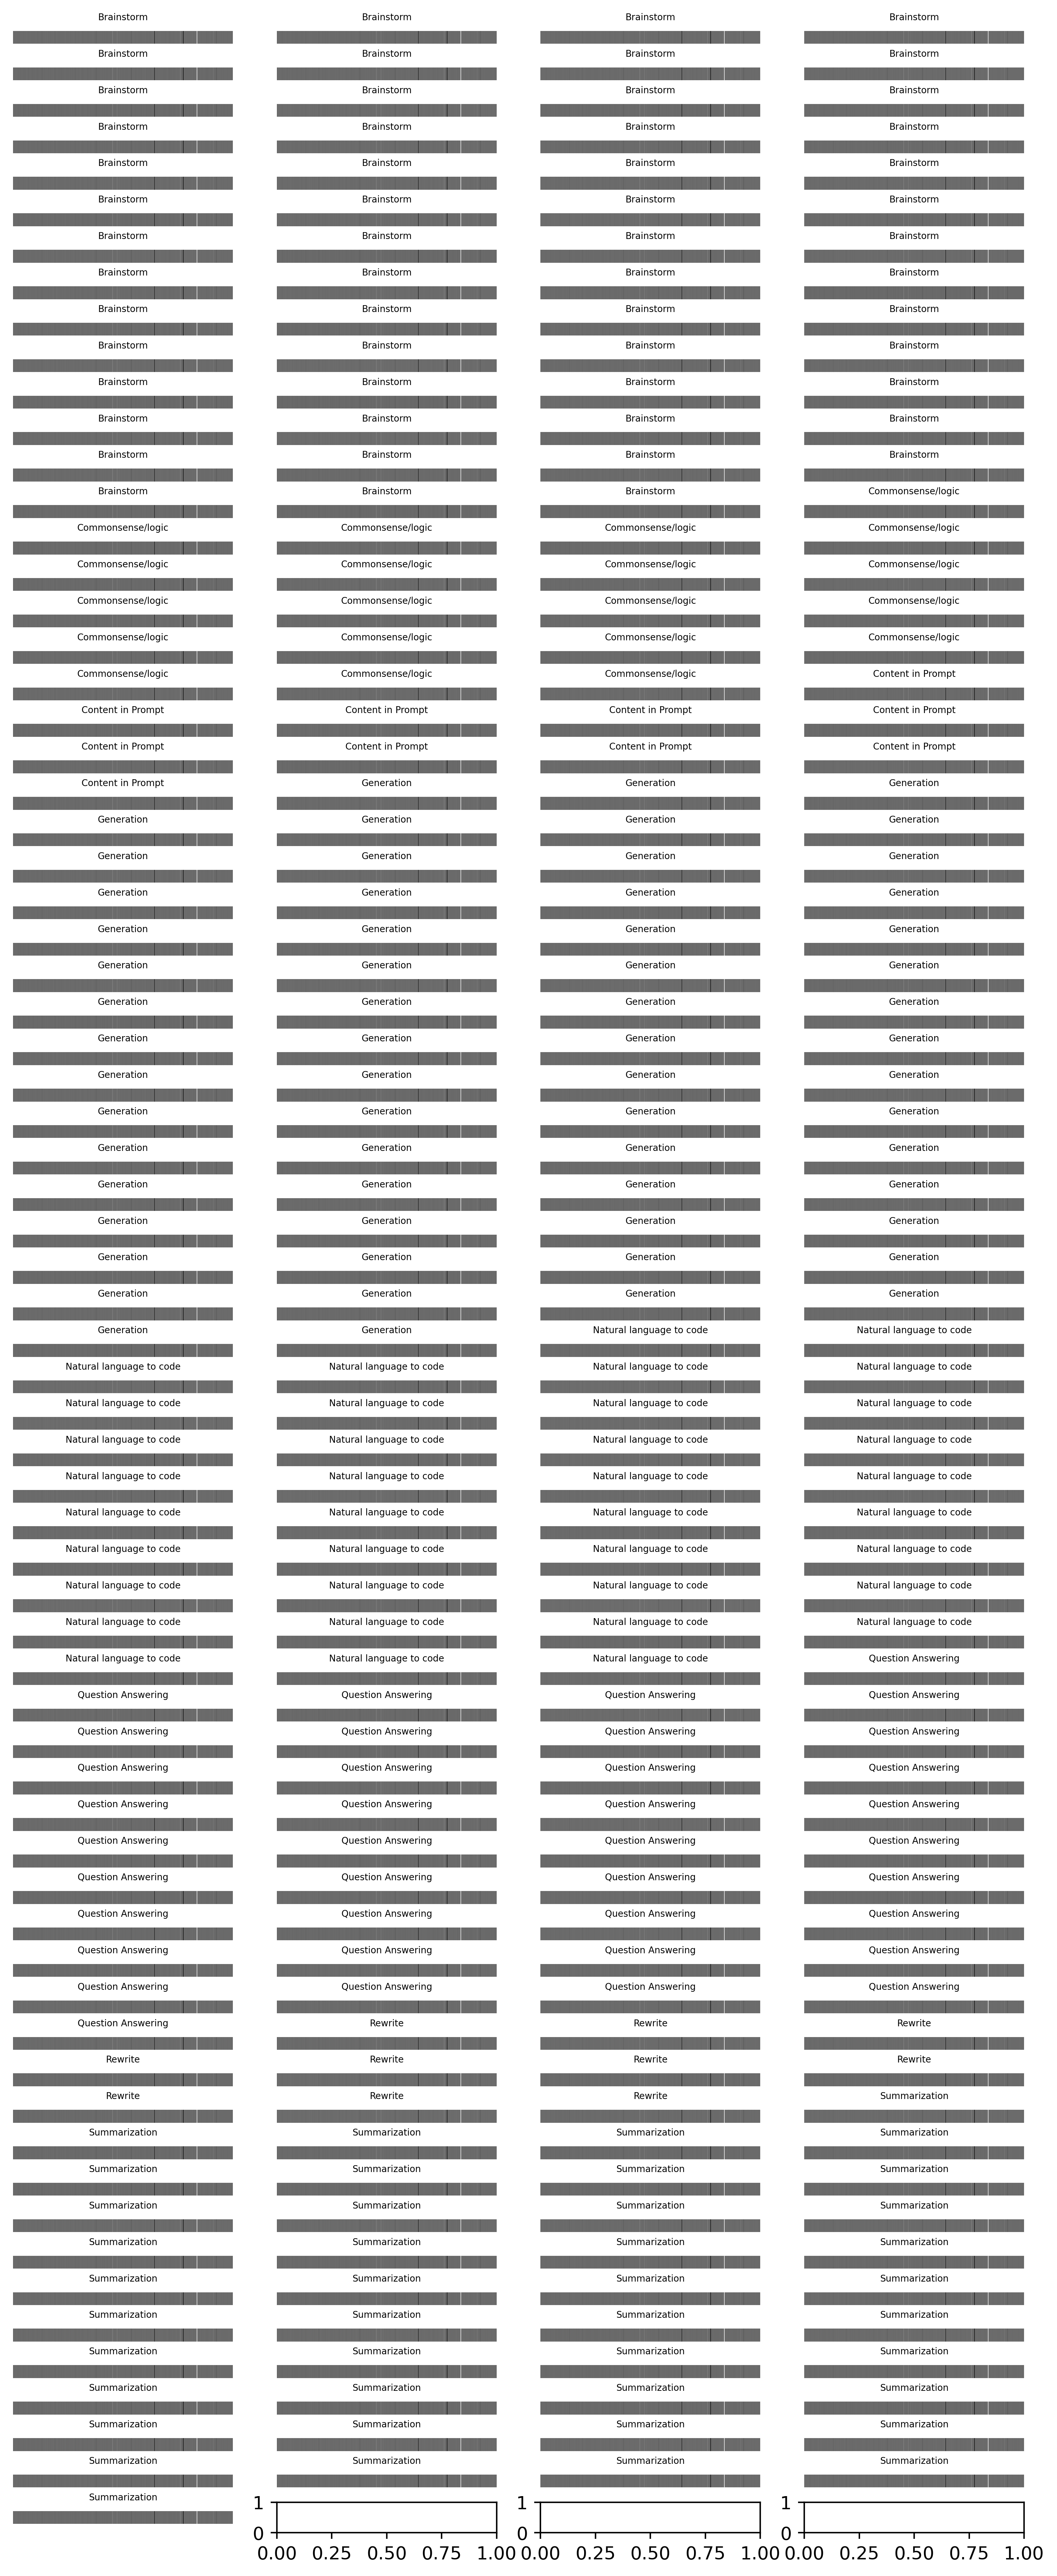 Brainstorm Brainstorm Brainstorm Brainstorm
Brainstorm Brainstorm Brainstorm Brainstorm
Brainstorm Brainstorm Brainstorm Brainstorm
Brainstorm Brainstorm Brainstorm Brainstorm
Brainstorm Brainstorm Brainstorm Brainstorm
Brainstorm Brainstorm Brainstorm Brainstorm
Brainstorm Brainstorm Brainstorm Brainstorm
Brainstorm Brainstorm Brainstorm Brainstorm
Brainstorm Brainstorm Brainstorm Brainstorm
Brainstorm Brainstorm Brainstorm Brainstorm
Brainstorm Brainstorm Brainstorm Brainstorm
Brainstorm Brainstorm Brainstorm Brainstorm
Brainstorm Brainstorm Brainstorm Brainstorm
Brainstorm Brainstorm Brainstorm Commonsense/logic
Commonsense/logic Commonsense/logic Commonsense/logic Commonsense/logic
Commonsense/logic Commonsense/logic Commonsense/logic Commonsense/logic
Commonsense/logic Commonsense/logic Commonsense/logic Commonsense/logic
Commonsense/logic Commonsense/logic Commonsense/logic Commonsense/logic
Commonsense/logic Commonsense/logic Commonsense/logic Content in Prompt
Content in Prompt Content in Prompt Content in Prompt Content in Prompt
Content in Prompt Content in Prompt Content in Prompt Content in Prompt
Content in Prompt Generation Generation Generation
Generation Generation Generation Generation
Generation Generation Generation Generation
Generation Generation Generation Generation
Generation Generation Generation Generation
Generation Generation Generation Generation
Generation Generation Generation Generation
Generation Generation Generation Generation
Generation Generation Generation Generation
Generation Generation Generation Generation
Generation Generation Generation Generation
Generation Generation Generation Generation
Generation Generation Generation Generation
Generation Generation Generation Generation
Generation Generation Generation Generation
Generation Generation Natural language to code Natural language to code
Natural language to code Natural language to code Natural language to code Natural language to code
Natural language to code Natural language to code Natural language to code Natural language to code
Natural language to code Natural language to code Natural language to code Natural language to code
Natural language to code Natural language to code Natural language to code Natural language to code
Natural language to code Natural language to code Natural language to code Natural language to code
Natural language to code Natural language to code Natural language to code Natural language to code
Natural language to code Natural language to code Natural language to code Natural language to code
Natural language to code Natural language to code Natural language to code Natural language to code
Natural language to code Natural language to code Natural language to code Question Answering
Question Answering Question Answering Question Answering Question Answering
Question Answering Question Answering Question Answering Question Answering
Question Answering Question Answering Question Answering Question Answering
Question Answering Question Answering Question Answering Question Answering
Question Answering Question Answering Question Answering Question Answering
Question Answering Question Answering Question Answering Question Answering
Question Answering Question Answering Question Answering Question Answering
Question Answering Question Answering Question Answering Question Answering
Question Answering Question Answering Question Answering Question Answering
Question Answering Rewrite Rewrite Rewrite
Rewrite Rewrite Rewrite Rewrite
Rewrite Rewrite Rewrite Summarization
Summarization Summarization Summarization Summarization
Summarization Summarization Summarization Summarization
Summarization Summarization Summarization Summarization
Summarization Summarization Summarization Summarization
Summarization Summarization Summarization Summarization
Summarization Summarization Summarization Summarization
Summarization Summarization Summarization Summarization
Summarization Summarization Summarization Summarization
Summarization Summarization Summarization Summarization
Summarization Summarization Summarization Summarization
Summarization
1 1 1
0 0 0
0.00 0.25 0.50 0.75 1.00 0.00 0.25 0.50 0.75 1.00 0.00 0.25 0.50 0.75 1.00